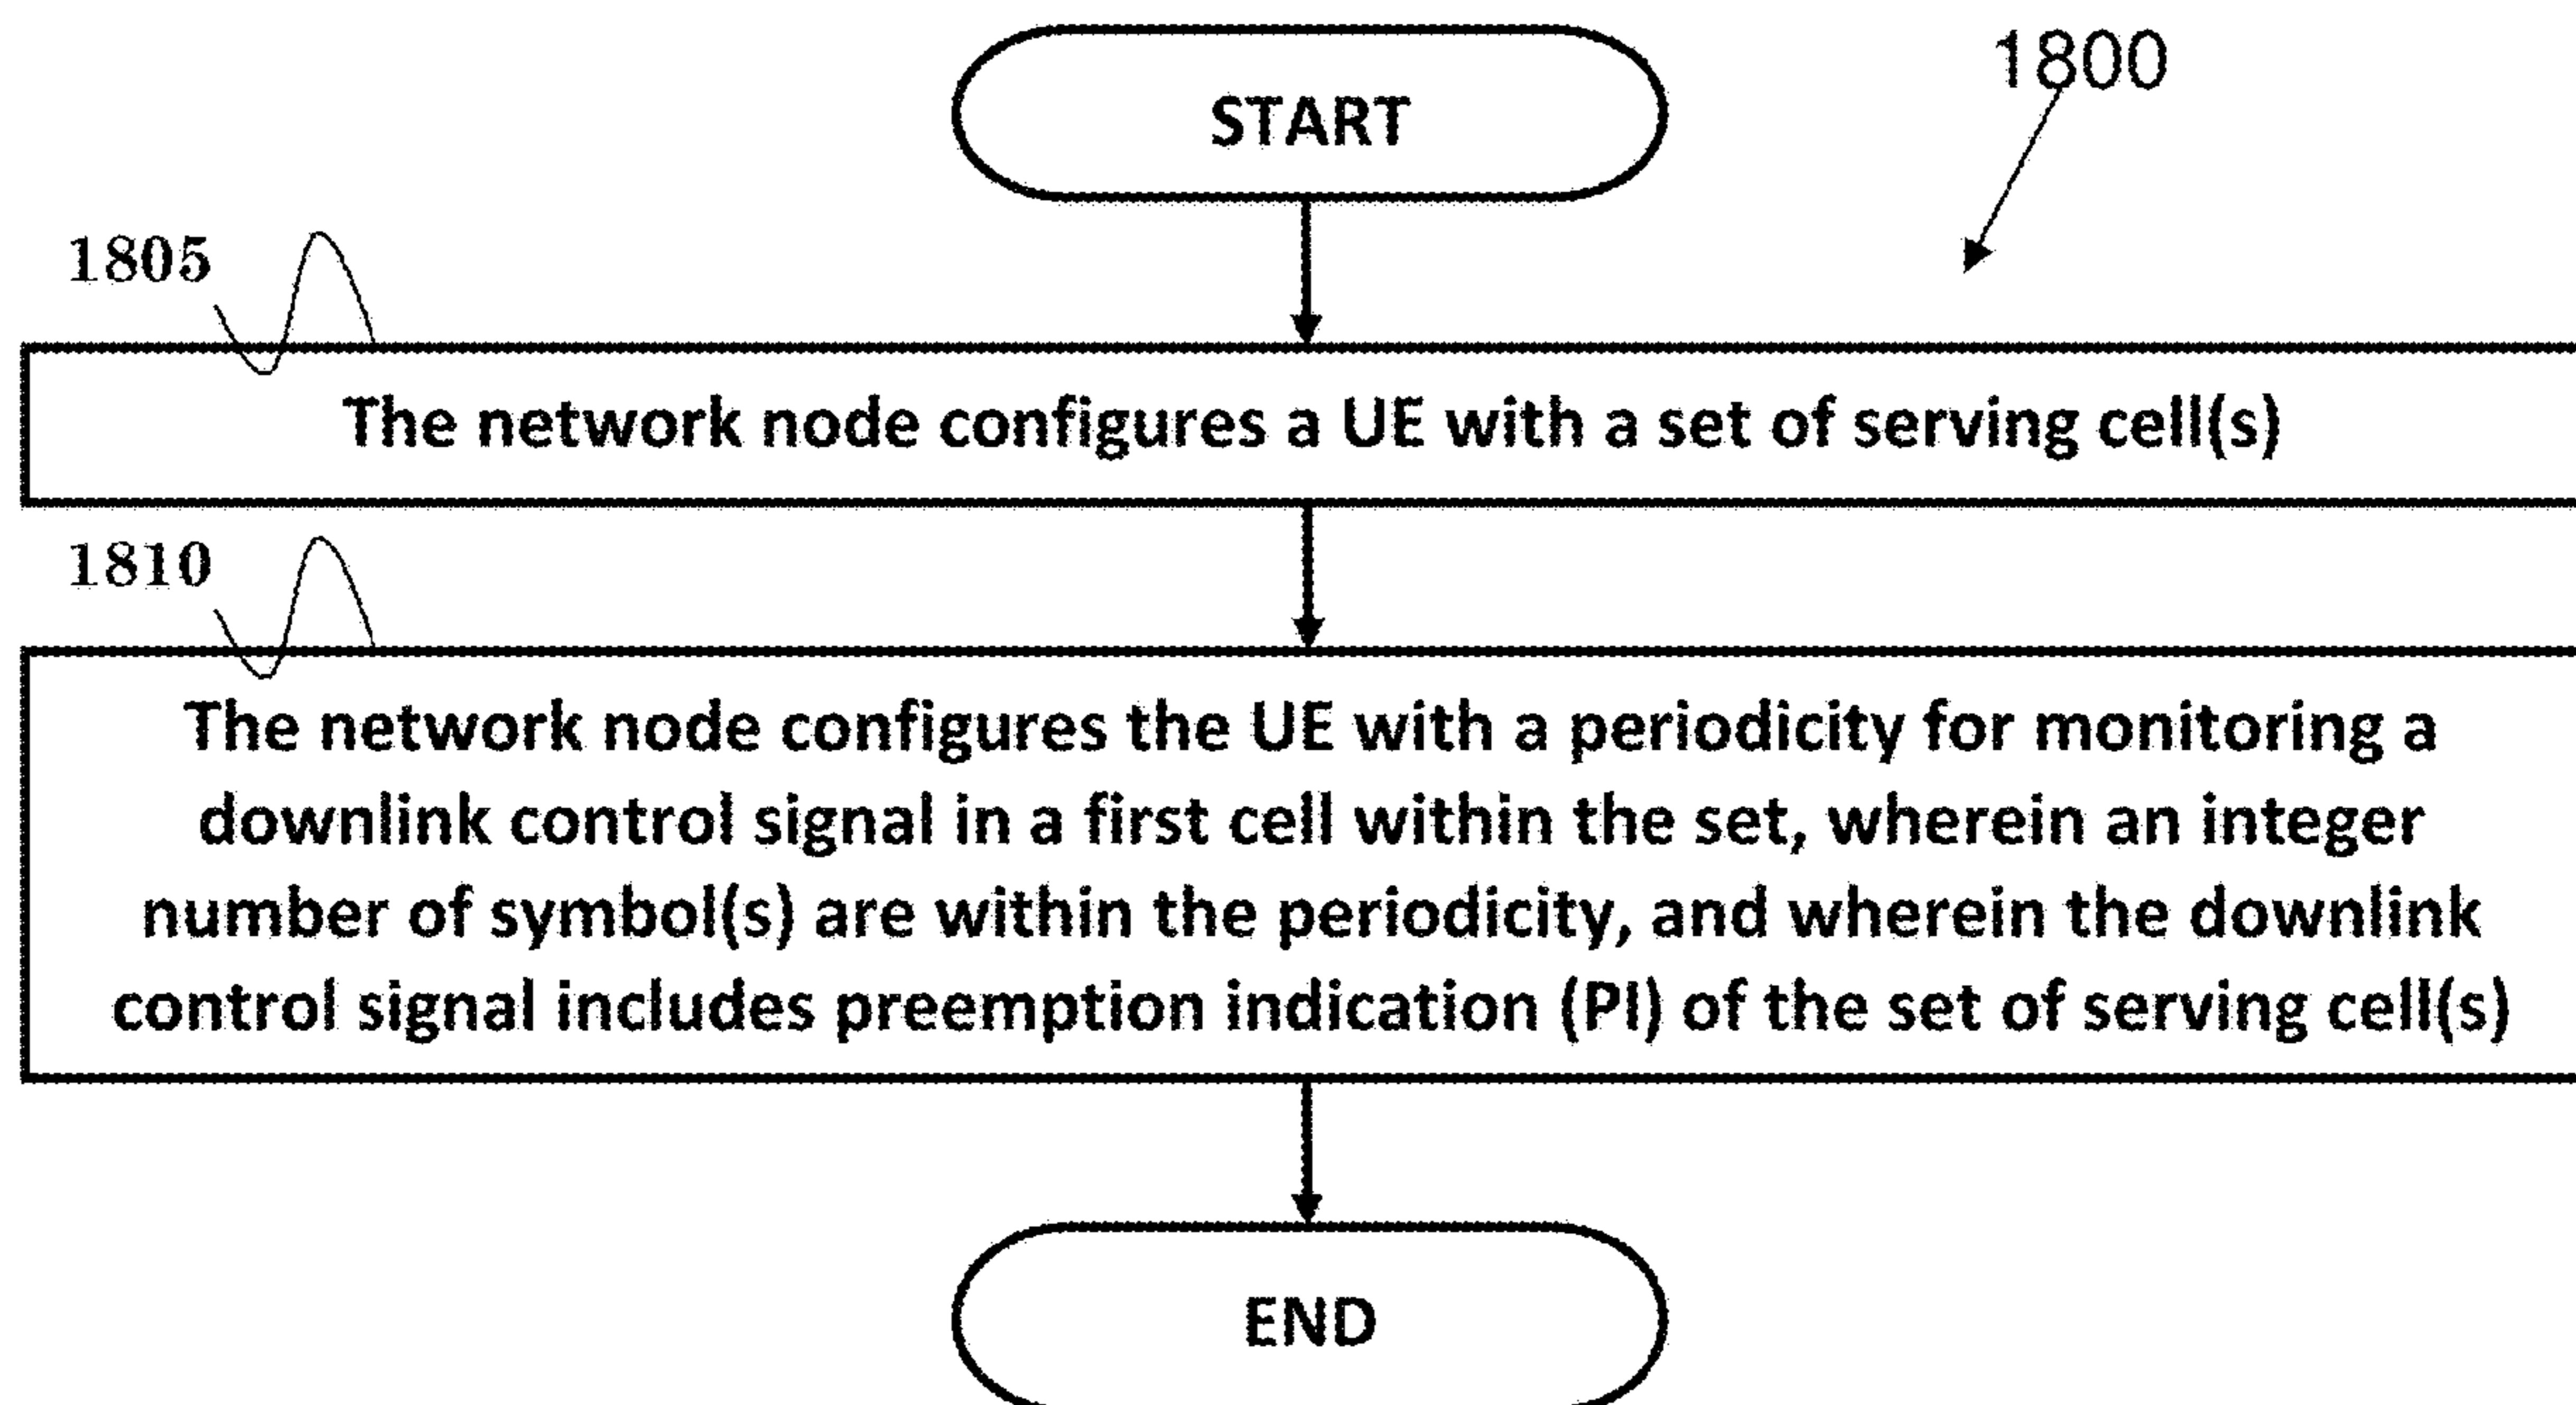 START
1800
1805
The network node configures a UE with a set of serving cell(s)
1810
The network node configures the UE with a periodicity for monitoring a
downlink control signal in a first cell within the set, wherein an integer
number of symbol(s) are within the periodicity, and wherein the downlink
control signal includes preemption indication (PI) of the set of serving cell(s)
END